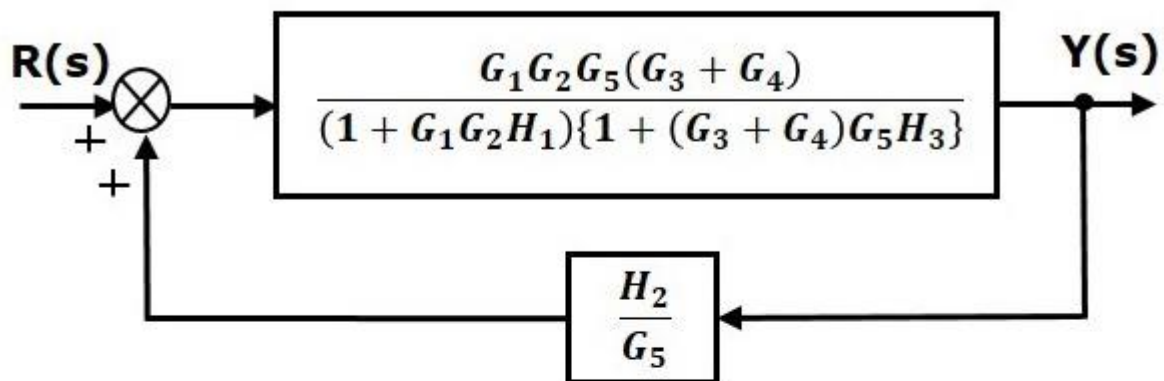 R(s)
+
+
G₁G₂G₅(G₃ + G₄)
(1 + G₁G₂H₁){1 + (G₃ + G₄)G₅H₃}
Y(s)
H₂
G₅